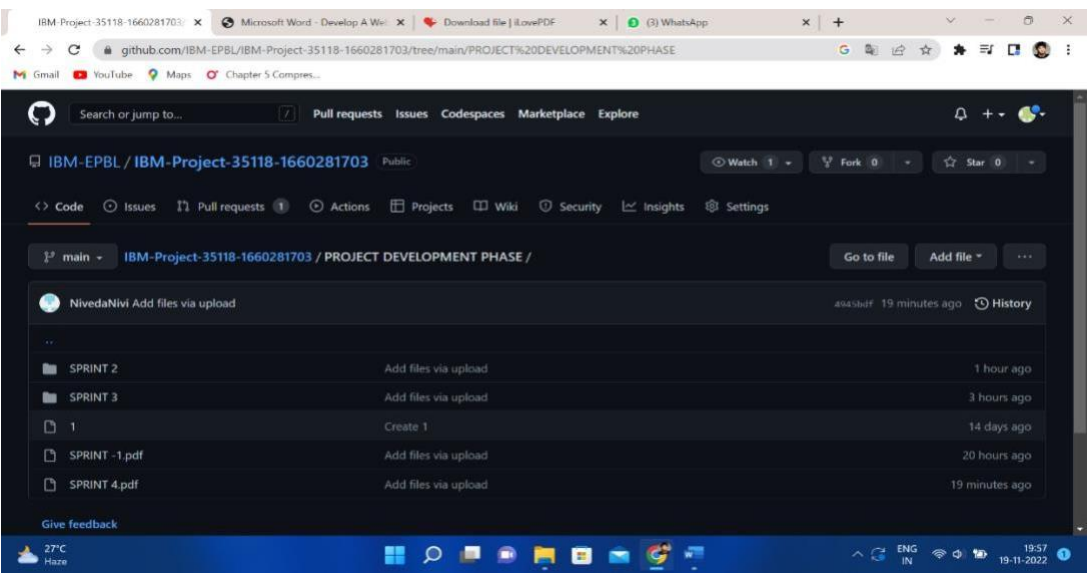 IBM-Project-35118-1660281703/ Microsoft Word - Develop A Web Download file | iLovePDF (3) WhatsApp
github.com/IBM-EPBL/IBM-Project-35118-1660281703/tree/main/PROJECT%20DEVELOPMENT%20PHASE
Gmail YouTube Maps Chapter 5 Compres...
Search or jump to... / Pull requests Issues Codespaces Marketplace Explore
IBM-EPBL / IBM-Project-35118-1660281703 Public Watch 1 Fork 0 Star 0
Code Issues Pull requests 1 Actions Projects Wiki Security Insights Settings
main IBM-Project-35118-1660281703 / PROJECT DEVELOPMENT PHASE / Go to file Add file ...
NivedaNivi Add files via upload 19 minutes ago History
..
SPRINT 2 Add files via upload 1 hour ago
SPRINT 3 Add files via upload 3 hours ago
1 Create 1 14 days ago
SPRINT -1.pdf Add files via upload 20 hours ago
SPRINT 4.pdf Add files via upload 19 minutes ago
Give feedback
27°C ENG 19:57
Haze IN 19-11-2022 1